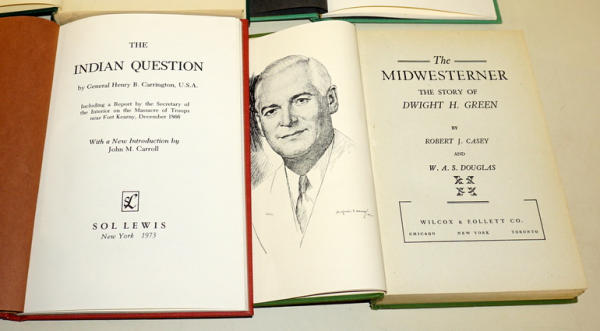 THE
INDIAN QUESTION
by General Henry B. Carrington, U.S.A.
Including a Report by the Secretary of
the Interior on the Massacre of Troops
near Fort Kearny, December 1866
With a New Introduction by
John M. Carroll
SL
SOL LEWIS
New York 1973
The
MIDWESTERNER
THE STORY OF
DWIGHT H. GREEN
BY
ROBERT J. CASEY
AND
W. A. S. DOUGLAS
WILCOX & FOLLETT CO.
CHICAGO NEW YORK TORONTO